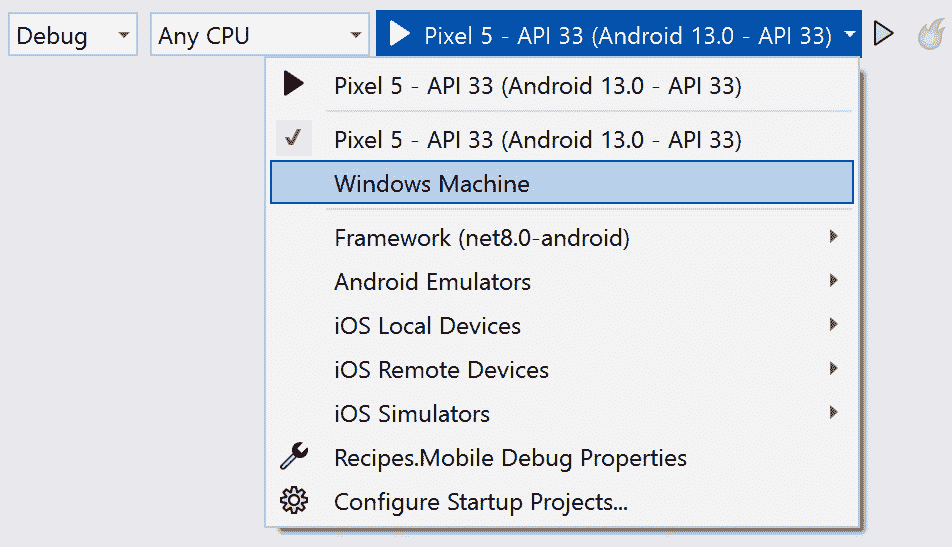 Debug Any CPU Pixel 5 - API 33 (Android 13.0 - API 33)
Pixel 5 - API 33 (Android 13.0 - API 33)
Pixel 5 - API 33 (Android 13.0 - API 33)
Windows Machine
Framework (net8.0-android)
Android Emulators
iOS Local Devices
iOS Remote Devices
iOS Simulators
Recipes.Mobile Debug Properties
Configure Startup Projects...